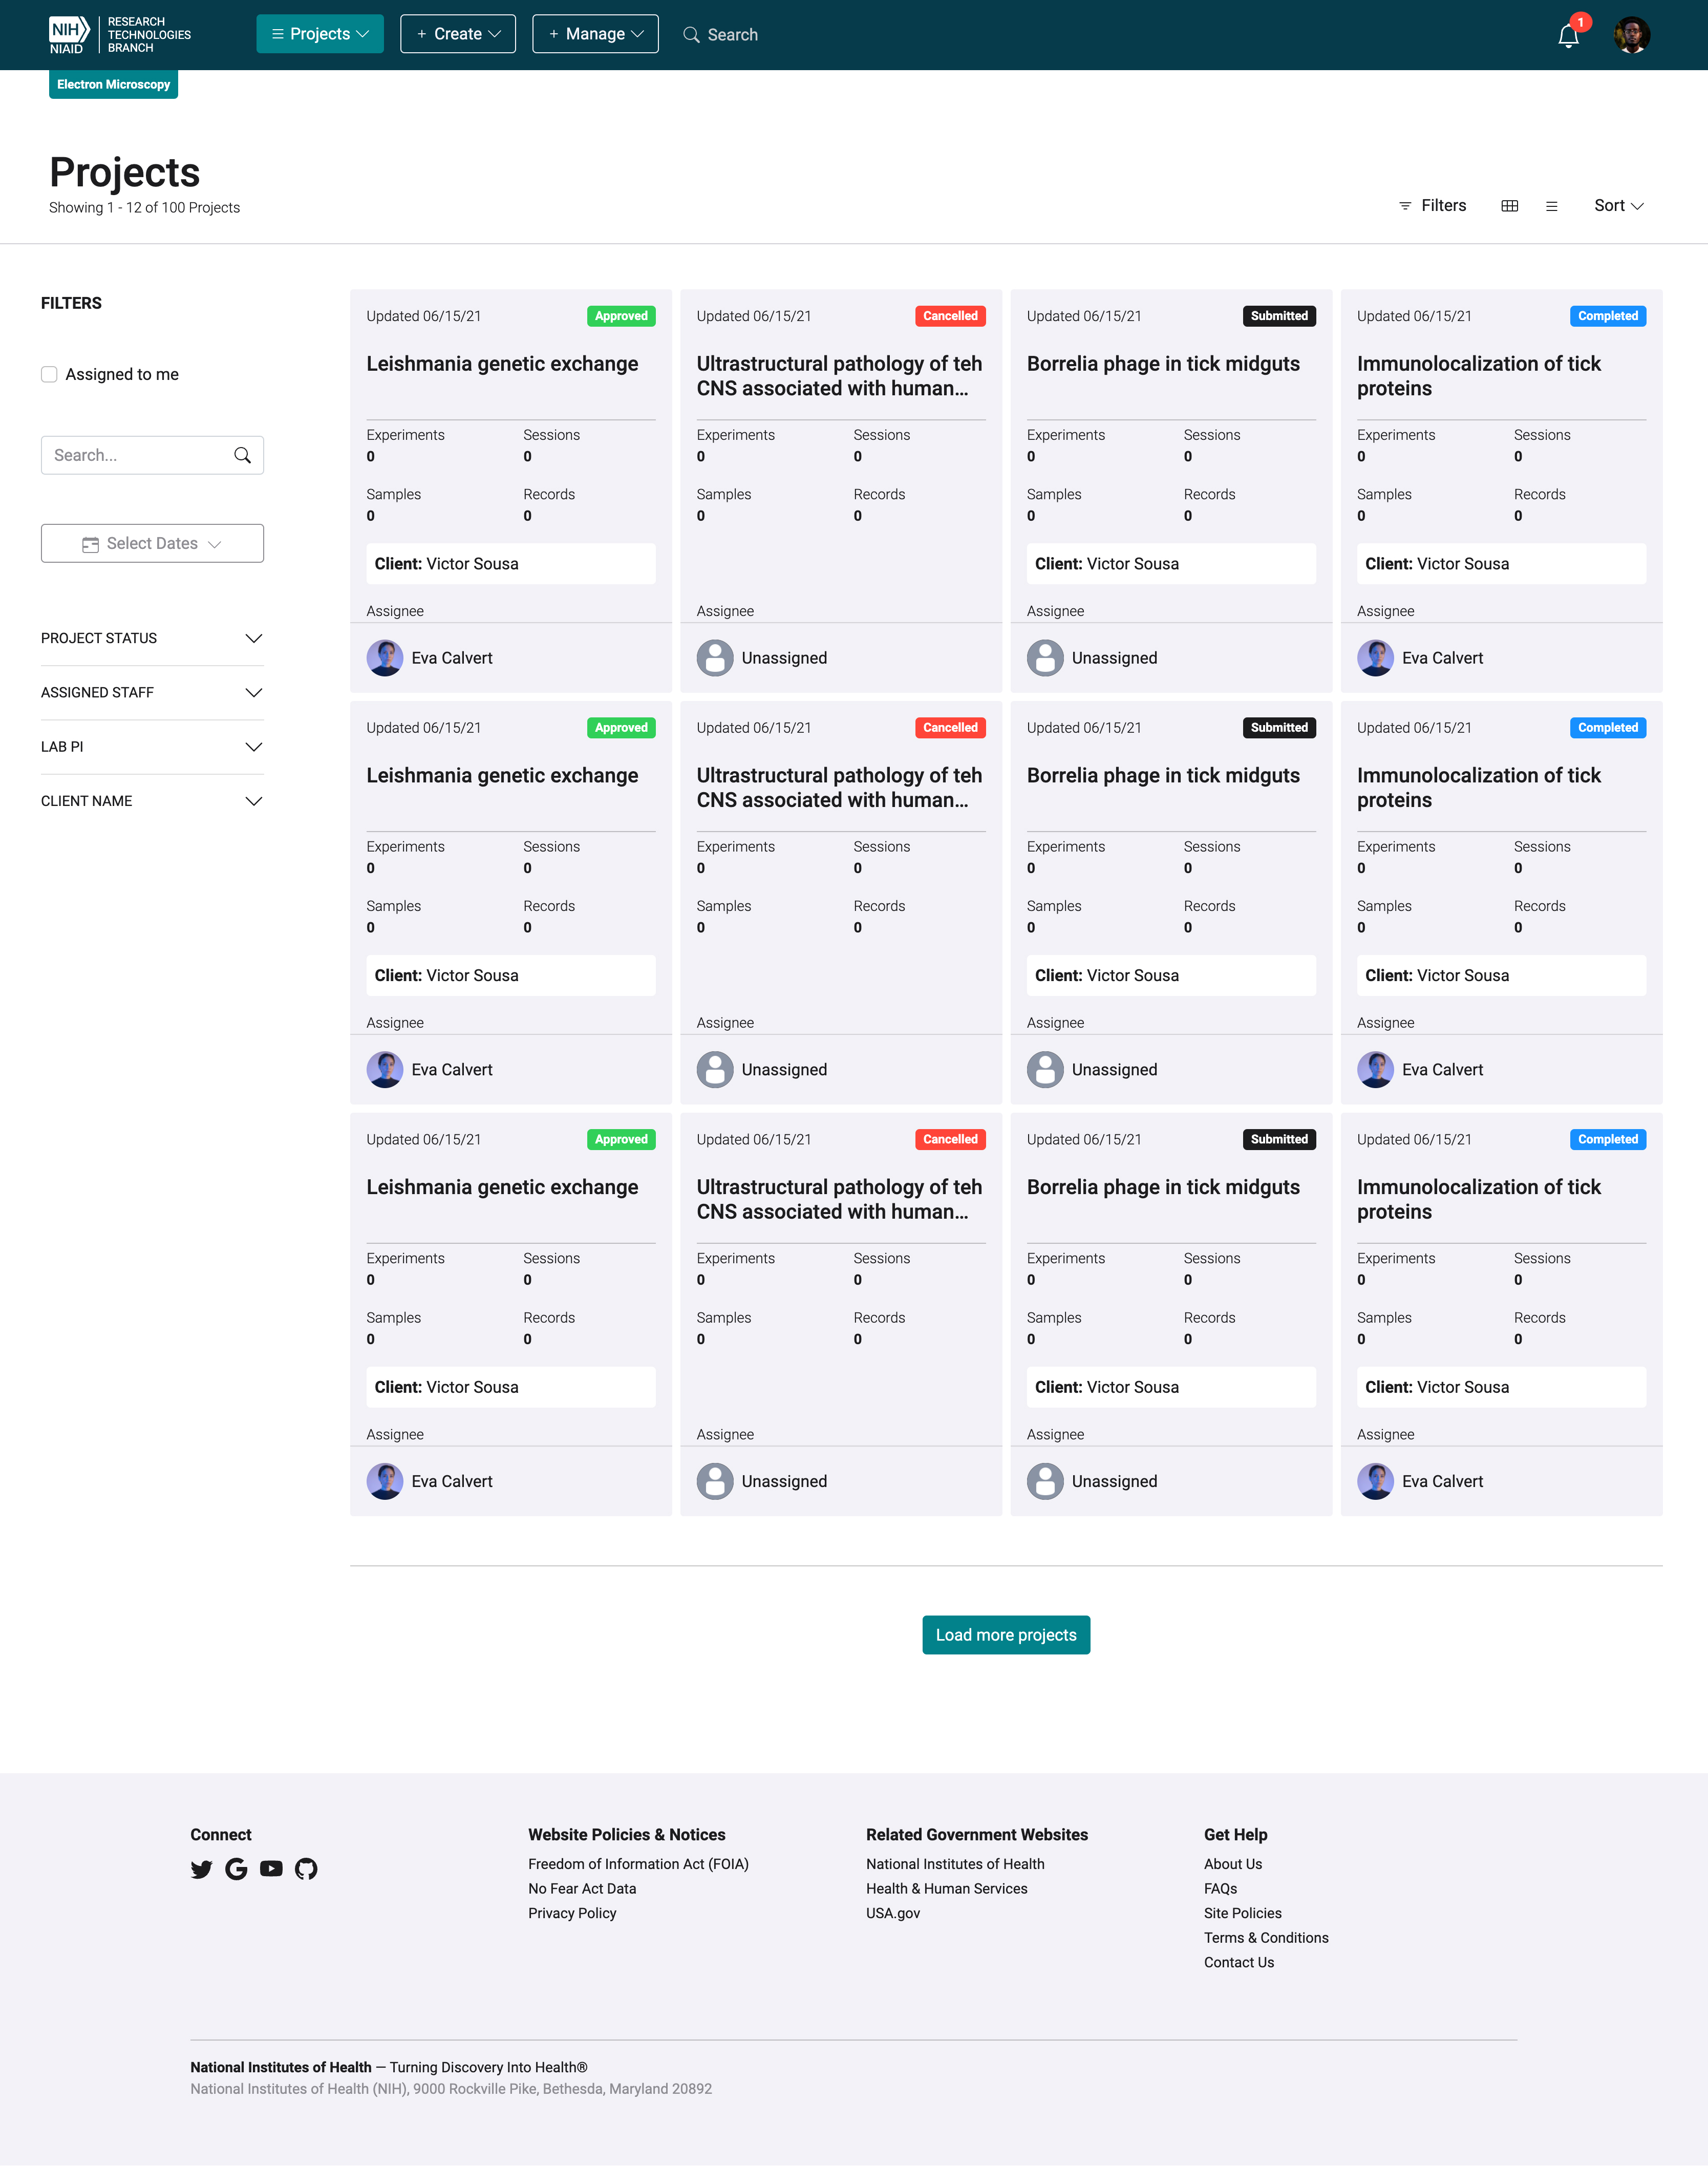 NIH
NIAID
RESEARCH
TECHNOLOGIES
BRANCH
Projects
+ Create
+ Manage
Search
1
Electron Microscopy
Projects
Showing 1 - 12 of 100 Projects
Filters
Sort
FILTERS
Assigned to me
Search...
Select Dates
PROJECT STATUS
ASSIGNED STAFF
LAB PI
CLIENT NAME
Updated 06/15/21
Approved
Leishmania genetic exchange
Experiments
Sessions
0
0
Samples
Records
0
0
Client: Victor Sousa
Assignee
Eva Calvert
Updated 06/15/21
Cancelled
Ultrastructural pathology of teh
CNS associated with human...
Experiments
Sessions
0
0
Samples
Records
0
0
Assignee
Unassigned
Updated 06/15/21
Submitted
Borrelia phage in tick midguts
Experiments
Sessions
0
0
Samples
Records
0
0
Client: Victor Sousa
Assignee
Unassigned
Updated 06/15/21
Completed
Immunolocalization of tick
proteins
Experiments
Sessions
0
0
Samples
Records
0
0
Client: Victor Sousa
Assignee
Eva Calvert
Updated 06/15/21
Approved
Leishmania genetic exchange
Experiments
Sessions
0
0
Samples
Records
0
0
Client: Victor Sousa
Assignee
Eva Calvert
Updated 06/15/21
Cancelled
Ultrastructural pathology of teh
CNS associated with human...
Experiments
Sessions
0
0
Samples
Records
0
0
Assignee
Unassigned
Updated 06/15/21
Submitted
Borrelia phage in tick midguts
Experiments
Sessions
0
0
Samples
Records
0
0
Client: Victor Sousa
Assignee
Unassigned
Updated 06/15/21
Completed
Immunolocalization of tick
proteins
Experiments
Sessions
0
0
Samples
Records
0
0
Client: Victor Sousa
Assignee
Eva Calvert
Updated 06/15/21
Approved
Leishmania genetic exchange
Experiments
Sessions
0
0
Samples
Records
0
0
Client: Victor Sousa
Assignee
Eva Calvert
Updated 06/15/21
Cancelled
Ultrastructural pathology of teh
CNS associated with human...
Experiments
Sessions
0
0
Samples
Records
0
0
Assignee
Unassigned
Updated 06/15/21
Submitted
Borrelia phage in tick midguts
Experiments
Sessions
0
0
Samples
Records
0
0
Client: Victor Sousa
Assignee
Unassigned
Updated 06/15/21
Completed
Immunolocalization of tick
proteins
Experiments
Sessions
0
0
Samples
Records
0
0
Client: Victor Sousa
Assignee
Eva Calvert
Load more projects
Connect
Website Policies & Notices
Freedom of Information Act (FOIA)
No Fear Act Data
Privacy Policy
Related Government Websites
National Institutes of Health
Health & Human Services
USA.gov
Get Help
About Us
FAQs
Site Policies
Terms & Conditions
Contact Us
National Institutes of Health — Turning Discovery Into Health®
National Institutes of Health (NIH), 9000 Rockville Pike, Bethesda, Maryland 20892